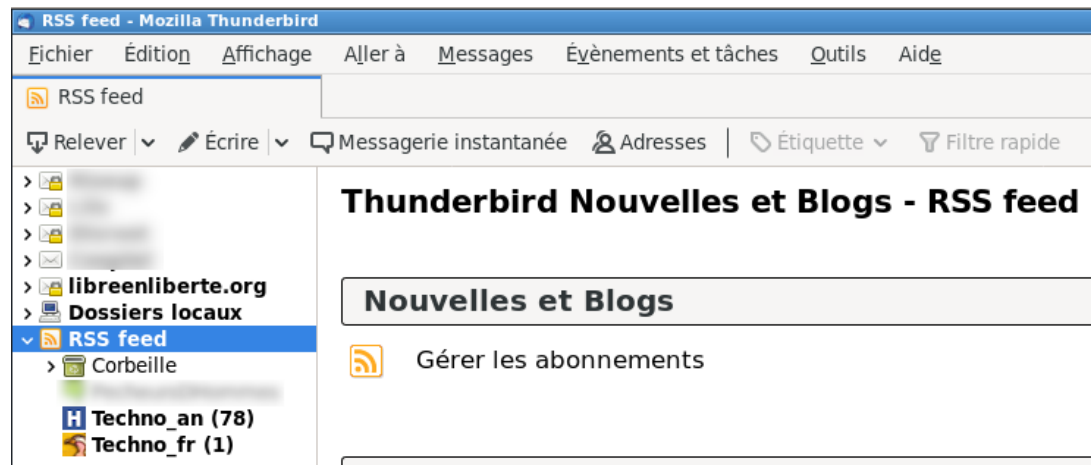 RSS feed - Mozilla Thunderbird
Fichier Édition Affichage Aller à Messages Évènements et tâches Outils Aide
RSS feed
Relever Écrire Messagerie instantanée Adresses Étiquette Filtre rapide
libreenliberte.org
Dossiers locaux
RSS feed
Corbeille
H Techno_an (78)
Techno_fr (1)
Thunderbird Nouvelles et Blogs - RSS feed
Nouvelles et Blogs
Gérer les abonnements